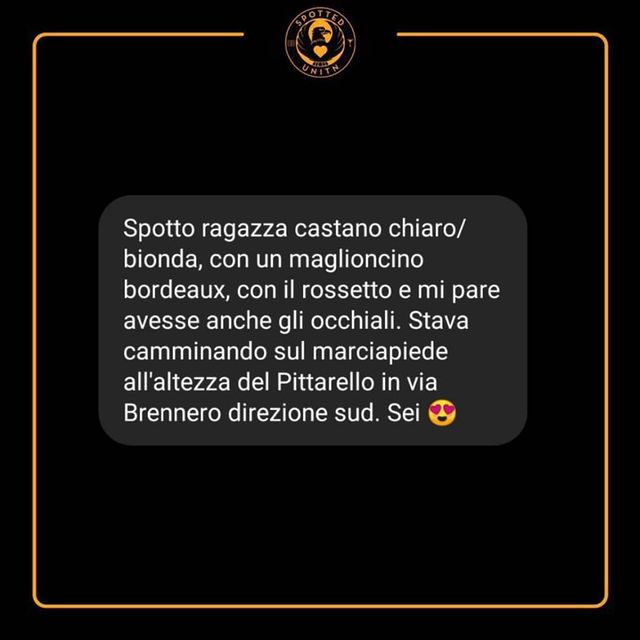 SPOTTED
UNITN
Spotto ragazza castano chiaro/
bionda, con un maglioncino
bordeaux, con il rossetto e mi pare
avesse anche gli occhiali. Stava
camminando sul marciapiede
all'altezza del Pittarello in via
Brennero direzione sud. Sei 😍